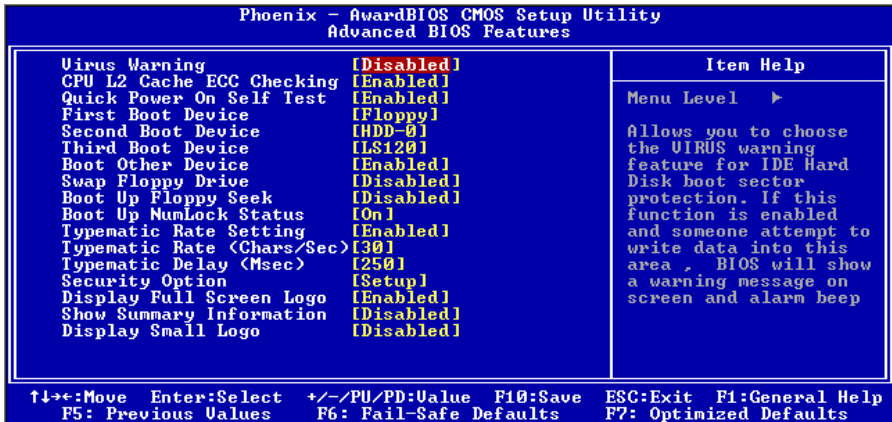 Phoenix - AwardBIOS CMOS Setup Utility
Advanced BIOS Features
Virus Warning [Disabled]
CPU L2 Cache ECC Checking [Enabled]
Quick Power On Self Test [Enabled]
First Boot Device [Floppy]
Second Boot Device [HDD-0]
Third Boot Device [LS120]
Boot Other Device [Enabled]
Swap Floppy Drive [Disabled]
Boot Up Floppy Seek [Disabled]
Boot Up NumLock Status [On]
Typematic Rate Setting [Enabled]
Typematic Rate (Chars/Sec)[30]
Typematic Delay (Msec) [250]
Security Option [Setup]
Display Full Screen Logo [Enabled]
Show Summary Information [Disabled]
Display Small Logo [Disabled]
Item Help
Menu Level ►
Allows you to choose
the VIRUS warning
feature for IDE Hard
Disk boot sector
protection. If this
function is enabled
and someone attempt to
write data into this
area , BIOS will show
a warning message on
screen and alarm beep
↑↓→←:Move Enter:Select +/-/PU/PD:Value F10:Save ESC:Exit F1:General Help
F5: Previous Values F6: Fail-Safe Defaults F7: Optimized Defaults